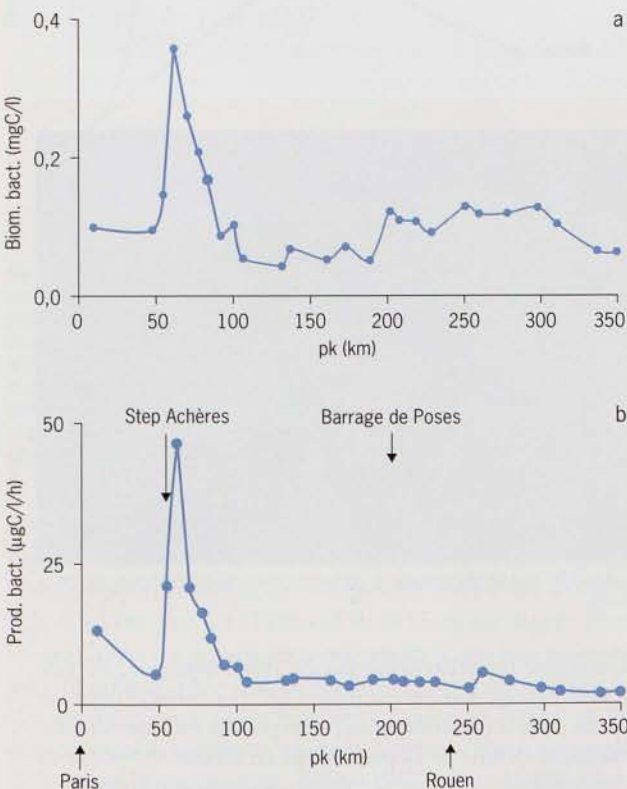 a
0,4
0,2
0,0
Biom. bact. (mgC/l)
0 50 100 150 200 250 300 350
pk (km)
b
Step Achères Barrage de Poses
50
25
0
Prod. bact. (µgC/l/h)
0 50 100 150 200 250 300 350
pk (km)
Paris Rouen